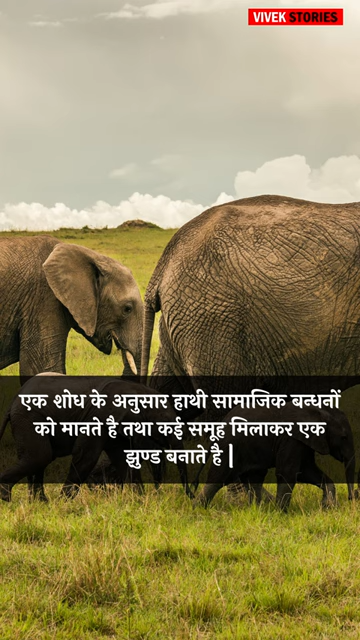 VIVEK STORIES
एक शोध के अनुसार हाथी सामाजिक बन्धनों
को मानते है तथा कई समूह मिलाकर एक
झुण्ड बनाते है |